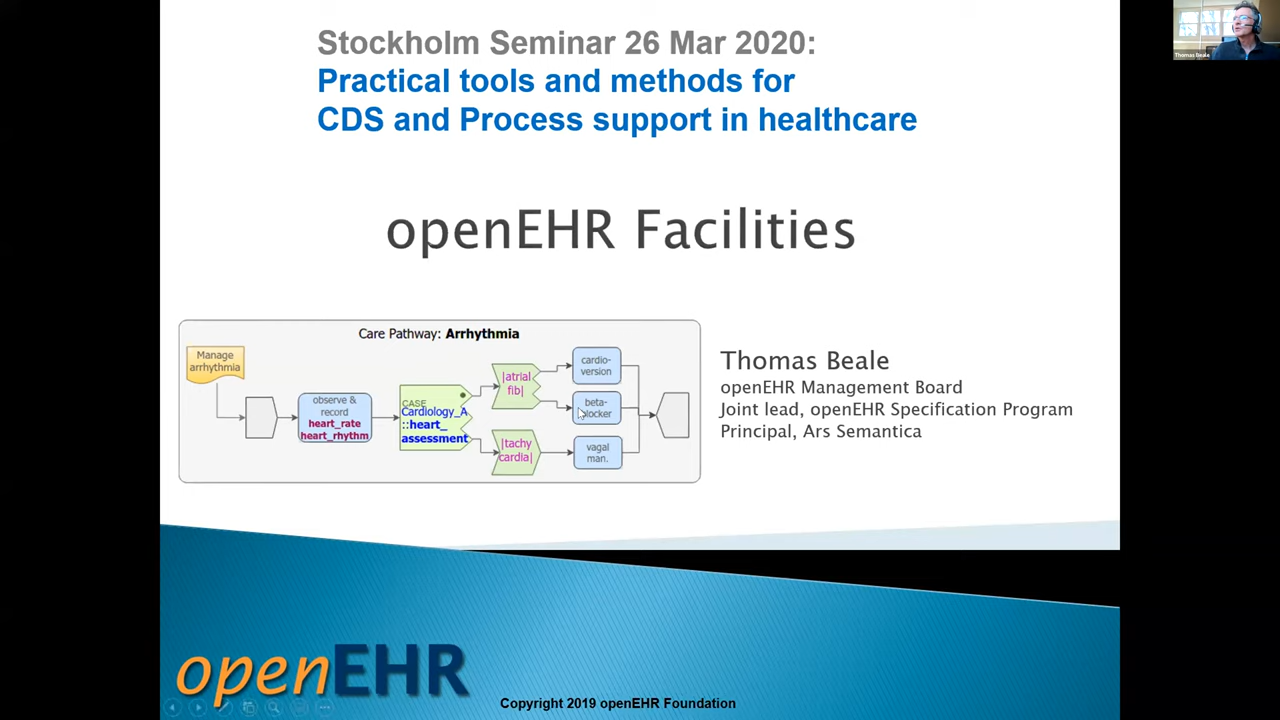 Stockholm Seminar 26 Mar 2020:
Practical tools and methods for
CDS and Process support in healthcare
Thomas Beale
openEHR Facilities
Care Pathway: Arrhythmia
Manage
arrhythmia
observe &
record
heart_rate
heart_rhythm
CASE
Cardiology_A
::heart_
assessment
|atrial
fib|
|tachy
cardia|
cardio-
version
beta-
blocker
vagal
man.
Thomas Beale
openEHR Management Board
Joint lead, openEHR Specification Program
Principal, Ars Semantica
openEHR
Copyright 2019 openEHR Foundation